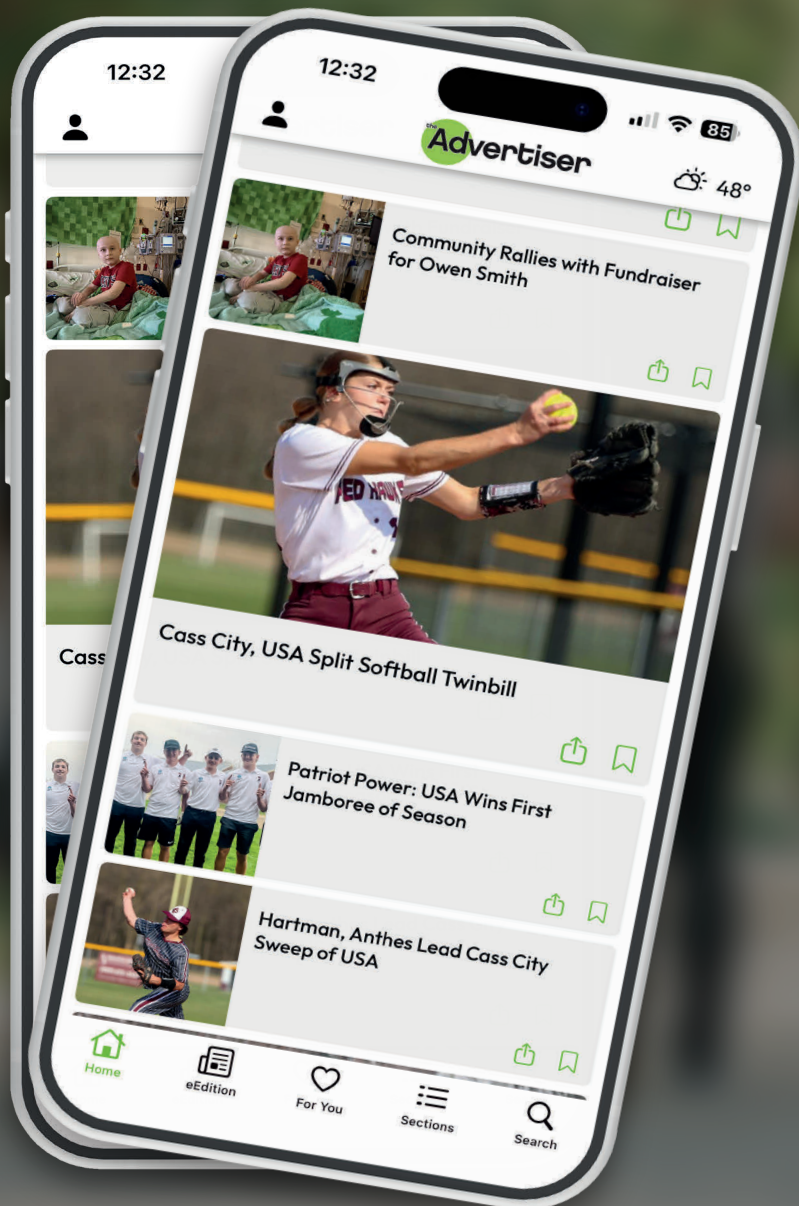 12:32
Cass
12:32
85
the
Advertiser
48°
Community Rallies with Fundraiser
for Owen Smith
RED HAWKS
Cass City, USA Split Softball Twinbill
Patriot Power: USA Wins First
Jamboree of Season
Hartman, Anthes Lead Cass City
Sweep of USA
Home
eEdition
For You
Sections
Search